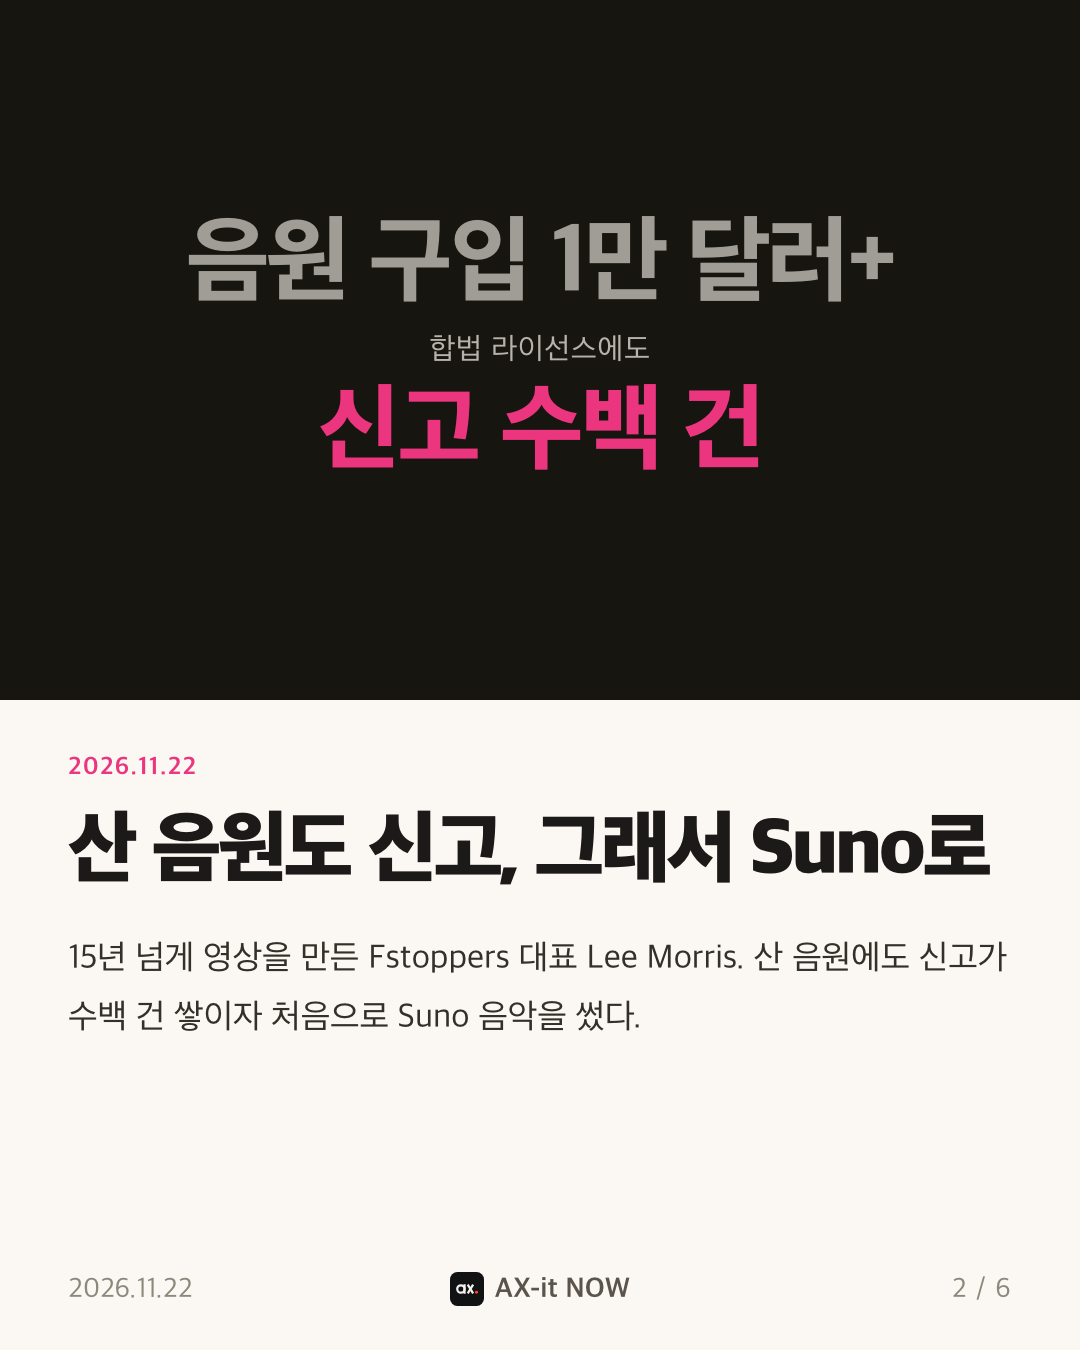 음원 구입 1만 달러+
합법 라이선스에도
신고 수백 건
2026.11.22
산 음원도 신고, 그래서 Suno로
15년 넘게 영상을 만든 Fstoppers 대표 Lee Morris. 산 음원에도 신고가
수백 건 쌓이자 처음으로 Suno 음악을 썼다.
2026.11.22
ax. AX-it NOW
2 / 6